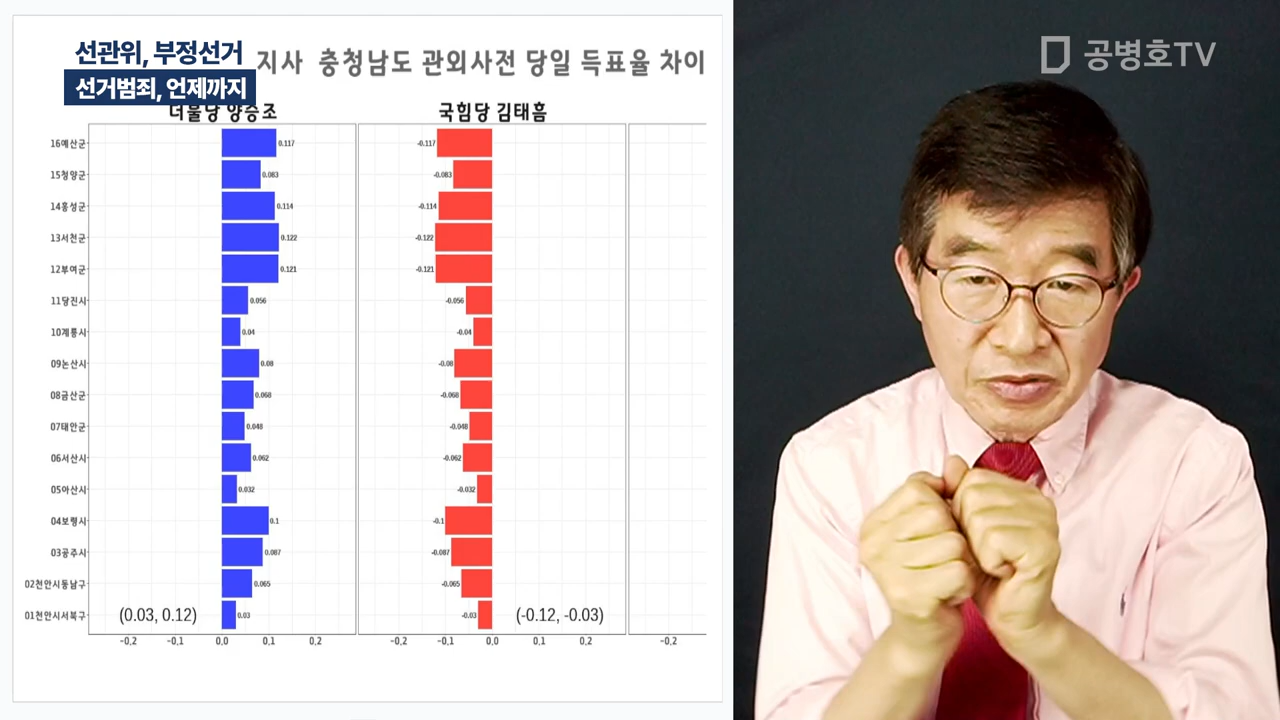 선관위, 부정선거
선거범죄, 언제까지
지사 충청남도 관외사전 당일 득표율 차이
공병호TV
더불당 양승조
국힘당 김태흠
16예산군 0.117 -0.117
15청양군 0.083 -0.083
14홍성군 0.114 -0.114
13서천군 0.122 -0.122
12부여군 0.121 -0.121
11당진시 0.056 -0.056
10계룡시 0.04 -0.04
09논산시 0.08 -0.08
08금산군 0.068 -0.068
07태안군 0.048 -0.048
06서산시 0.062 -0.062
05아산시 0.032 -0.032
04보령시 0.1 -0.1
03공주시 0.087 -0.087
02천안시동남구 0.065 -0.065
01천안시서북구 (0.03, 0.12) 0.03 -0.03 (-0.12, -0.03)
-0.2 -0.1 0.0 0.1 0.2 -0.2 -0.1 0.0 0.1 0.2 -0.2